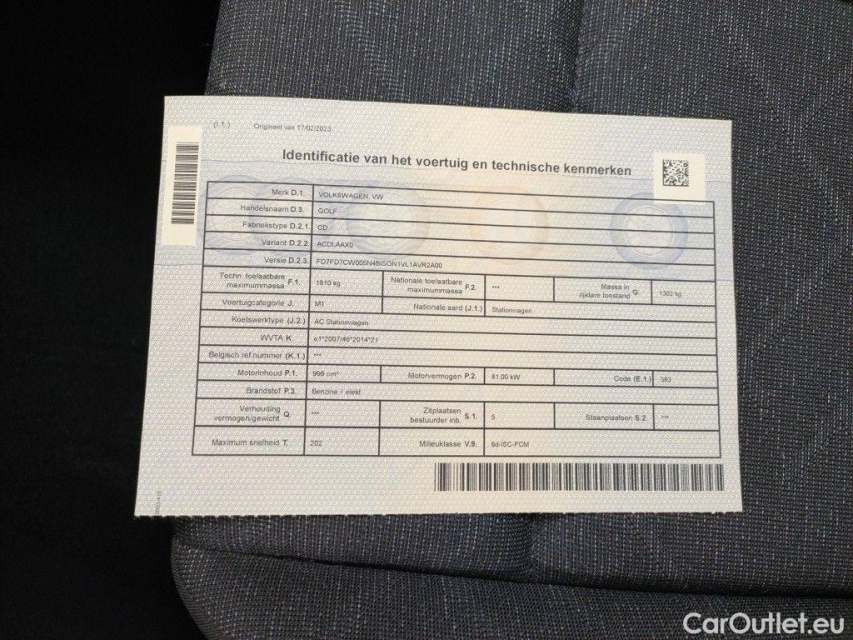 (I.1.) Origineel van 17/02/2023
Identificatie van het voertuig en technische kenmerken
Merk D.1. VOLKSWAGEN, VW
Handelsnaam D.3. GOLF
Fabriekstype D.2.1. CD
Variant D.2.2. ACDLAAX0
Versie D.2.3. FD7FD7CW005N4BISON1VL1AVR2A00
Techn. toelaatbare maximummassa F.1. 1810 kg Nationale toelaatbare maximummassa F.2. *** Massa in rijklare toestand G. 1302 kg
Voertuigcategorie J. M1 Nationale aard (J.1.) Stationwagen
Koetswerktype (J.2.) AC Stationwagen
WVTA K. e1*2007/46*2014*21
Belgisch ref.nummer (K.1.) ***
Motorinhoud P.1. 999 cm³ Motorvermogen P.2. 81.00 kW Code (E.1.) 383
Brandstof P.3. Benzine - elekt
Verhouding vermogen/gewicht Q. *** Zitplaatsen bestuurder inb. S.1. 5 Staanplaatsen S.2. ***
Maximum snelheid T. 202 Milieuklasse V.9. 6d-ISC-FCM
CarOutlet.eu